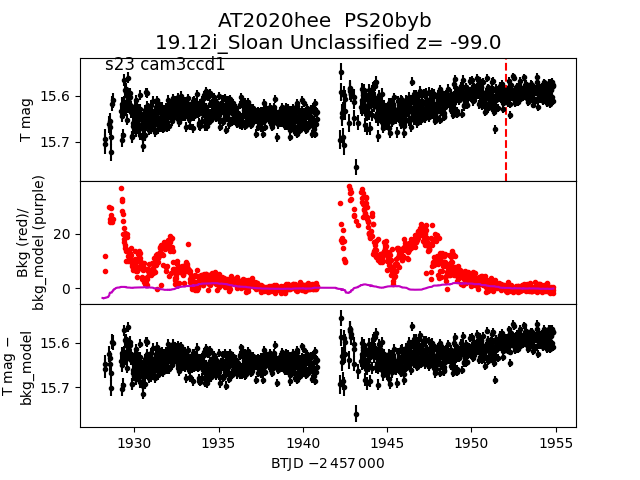 AT2020hee  PS20byb
19.12i_Sloan Unclassified z= -99.0
s23 cam3ccd1
T mag
15.6
15.7
Bkg (red)/
bkg_model (purple)
20
0
T mag −
bkg_model
15.6
15.7
1930 1935 1940 1945 1950 1955
BTJD −2 457 000